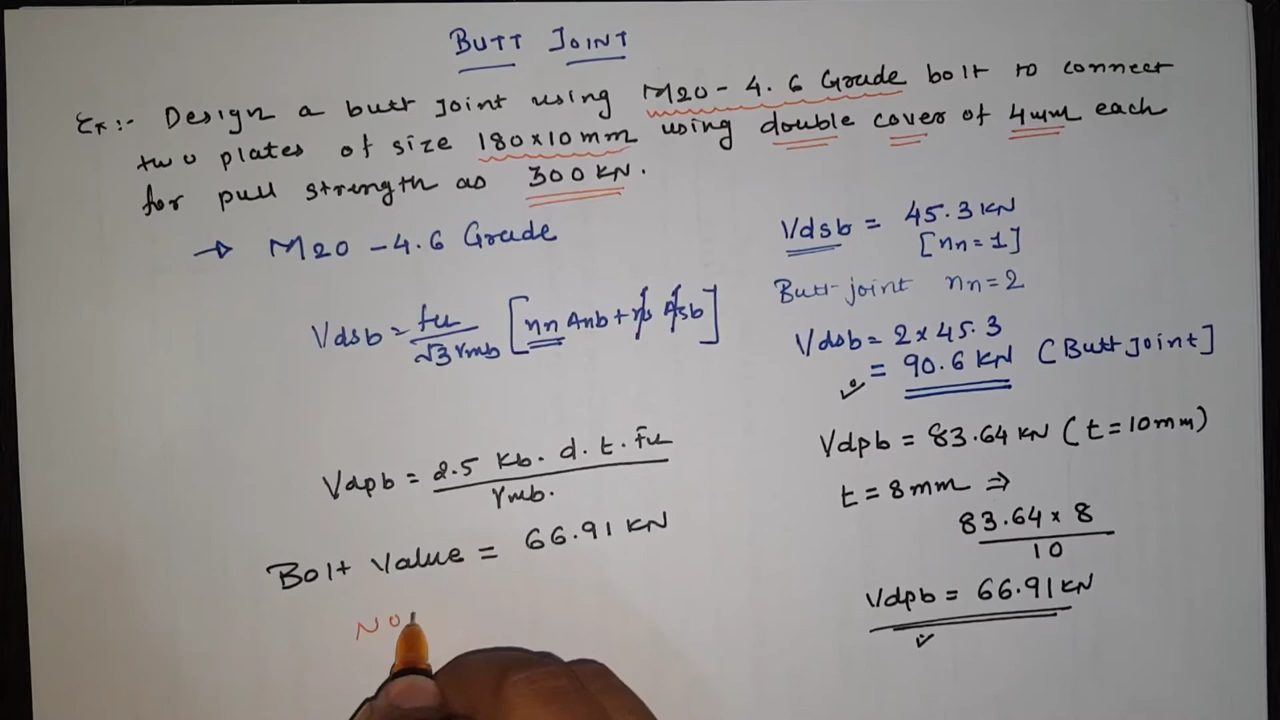 BUTT JOINT
Ex:- Design a butt joint using M20-4.6 Grade bolt to connect
two plates of size 180x10mm using double cover of 4mm each
for pull strength as 300KN.
→ M20-4.6 Grade
Vdsb = fu / √3 γmb [nn Anb + ns Asb]
Vdpb = 2.5 Kb. d. t. fu / γmb.
Bolt Value = 66.91 KN
No
Vdsb = 45.3 KN
[nn = 1]
Butt-joint nn = 2
Vdsb = 2 x 45.3
= 90.6 KN (Butt Joint]
Vdpb = 83.64 KN (t = 10mm)
t = 8mm ⇒
83.64 x 8 / 10
Vdpb = 66.91 KN